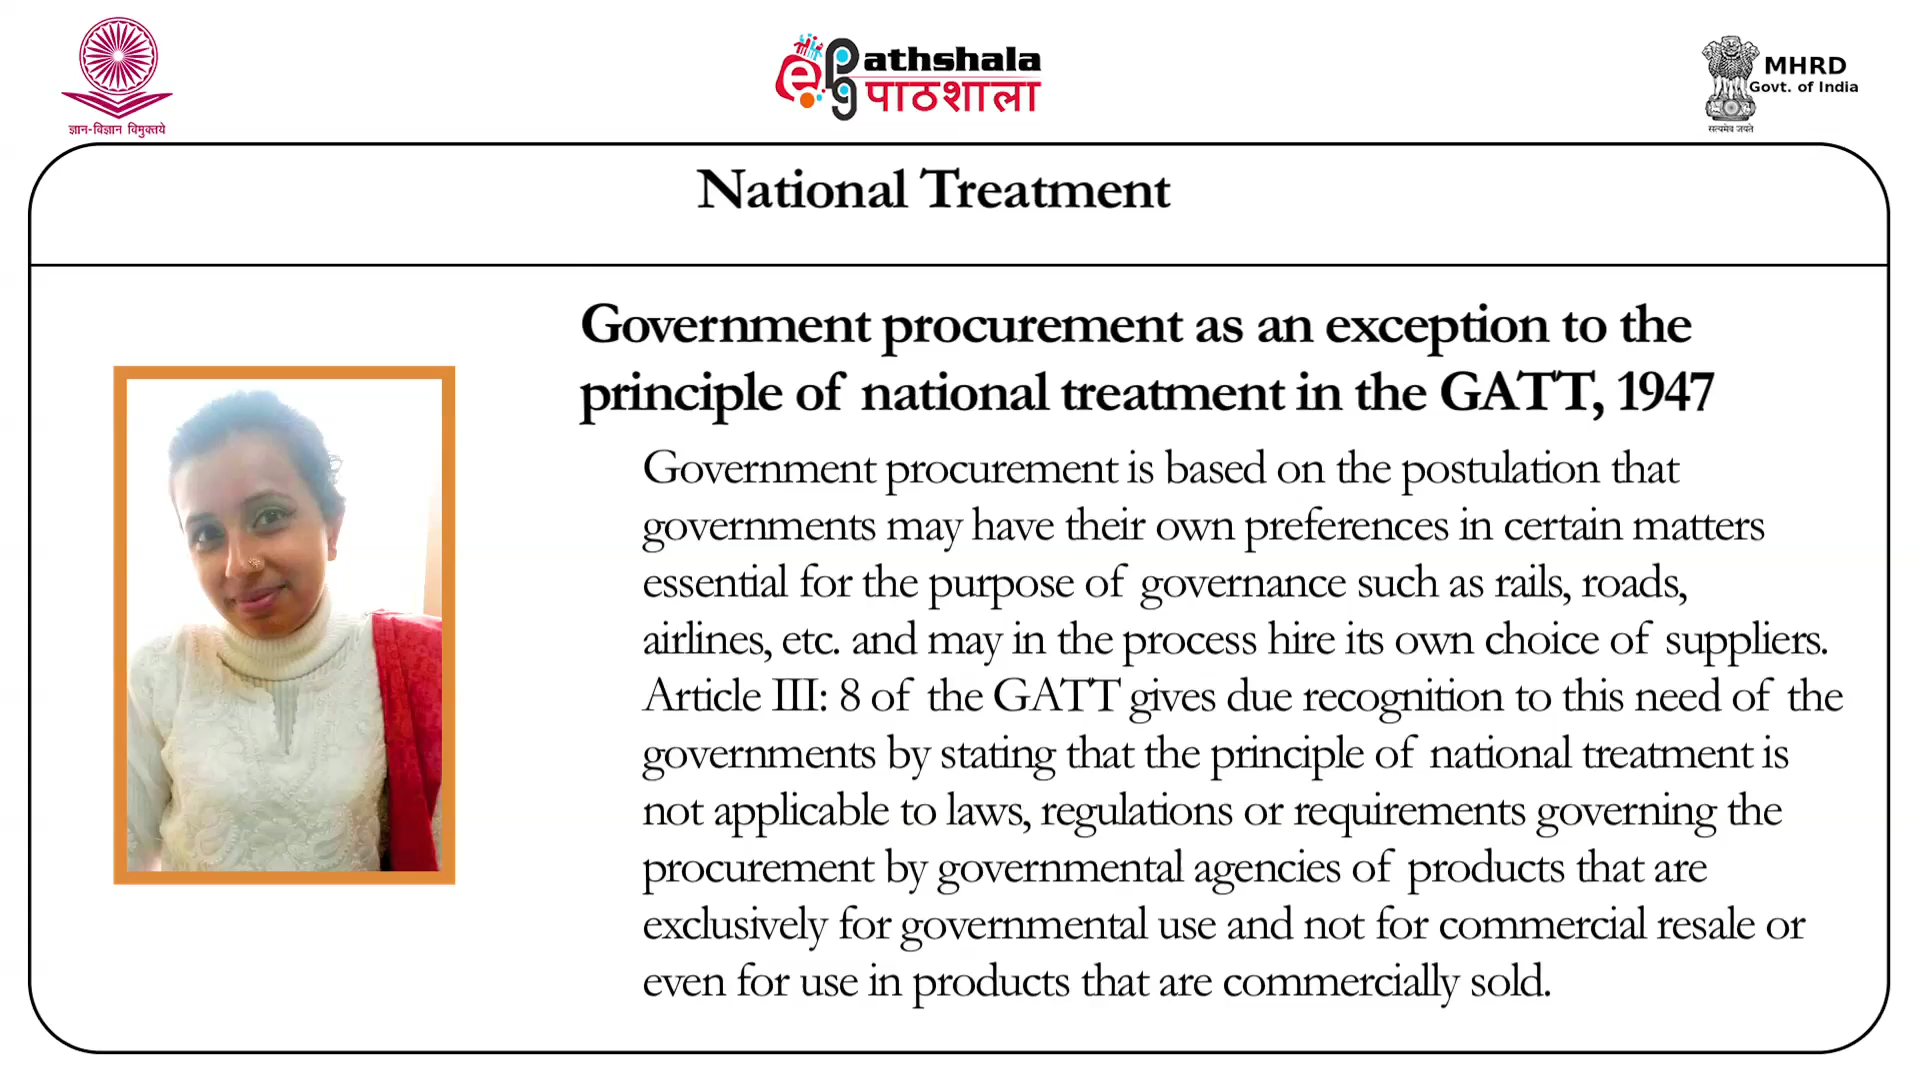 ज्ञान-विज्ञान विमुक्तये
ePG athshala
पाठशाला
MHRD
Govt. of India
सत्यमेव जयते
National Treatment
Government procurement as an exception to the
principle of national treatment in the GATT, 1947
Government procurement is based on the postulation that
governments may have their own preferences in certain matters
essential for the purpose of governance such as rails, roads,
airlines, etc. and may in the process hire its own choice of suppliers.
Article III: 8 of the GATT gives due recognition to this need of the
governments by stating that the principle of national treatment is
not applicable to laws, regulations or requirements governing the
procurement by governmental agencies of products that are
exclusively for governmental use and not for commercial resale or
even for use in products that are commercially sold.